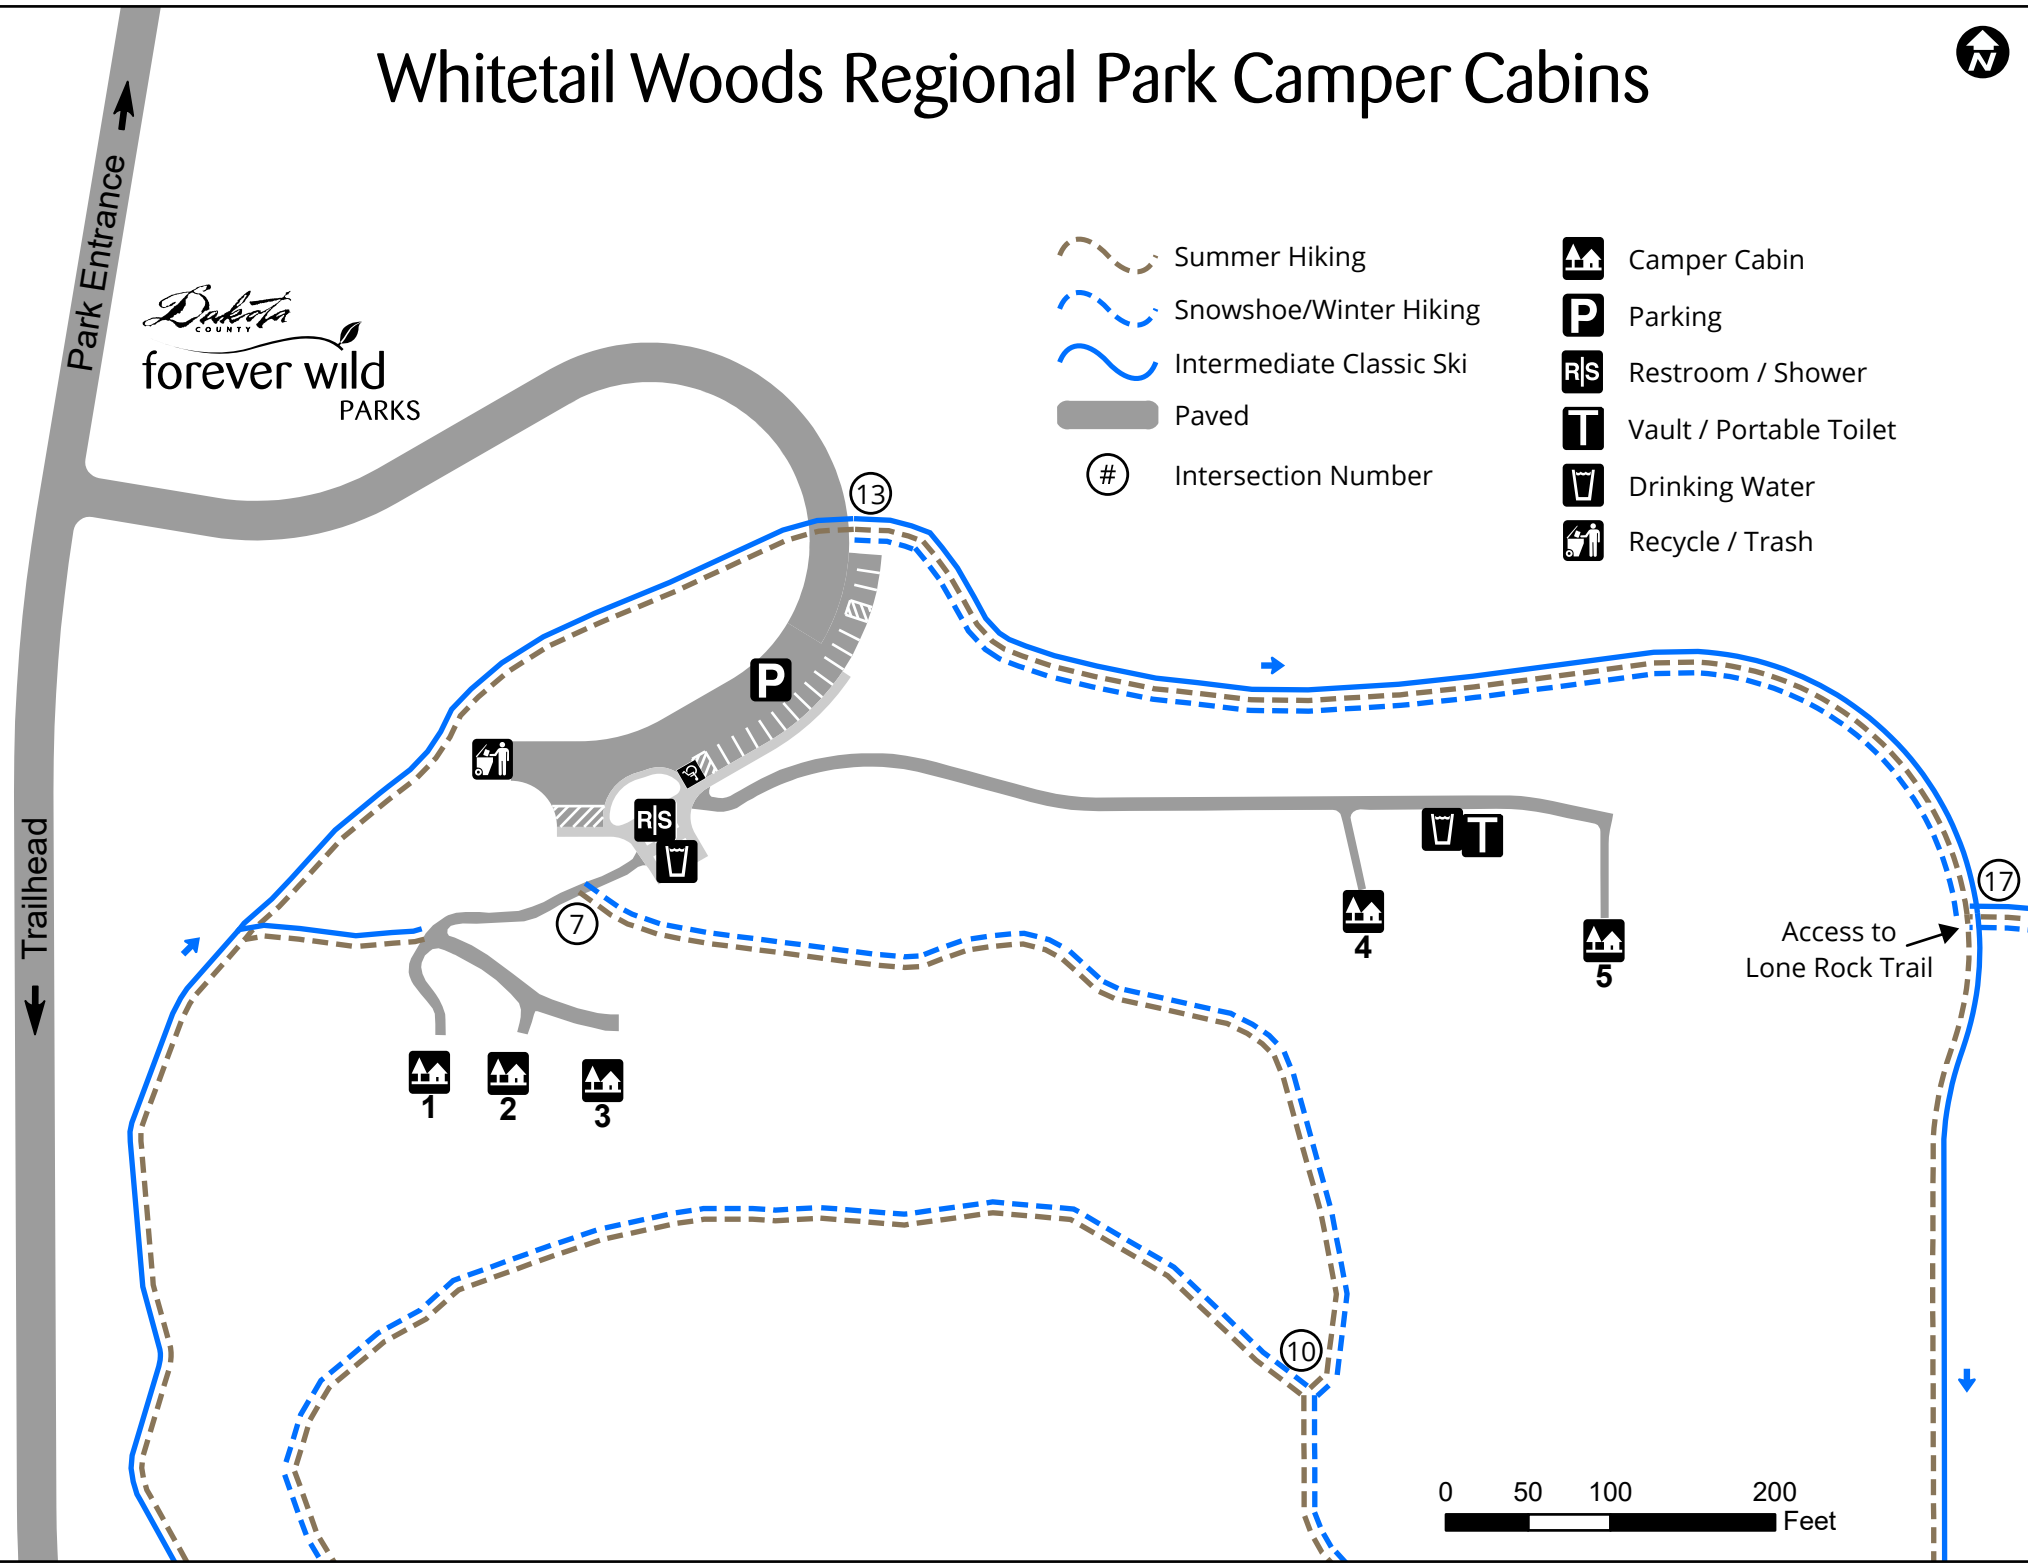 Whitetail Woods Regional Park Camper Cabins
N
Park Entrance
Dakota
COUNTY
forever wild
PARKS
Summer Hiking
Snowshoe/Winter Hiking
Intermediate Classic Ski
Paved
# Intersection Number
Camper Cabin
P Parking
R|S Restroom / Shower
T Vault / Portable Toilet
Drinking Water
Recycle / Trash
13
P
R|S
T
17
7
4
5
Access to
Lone Rock Trail
Trailhead
1
2
3
10
0 50 100 200
Feet